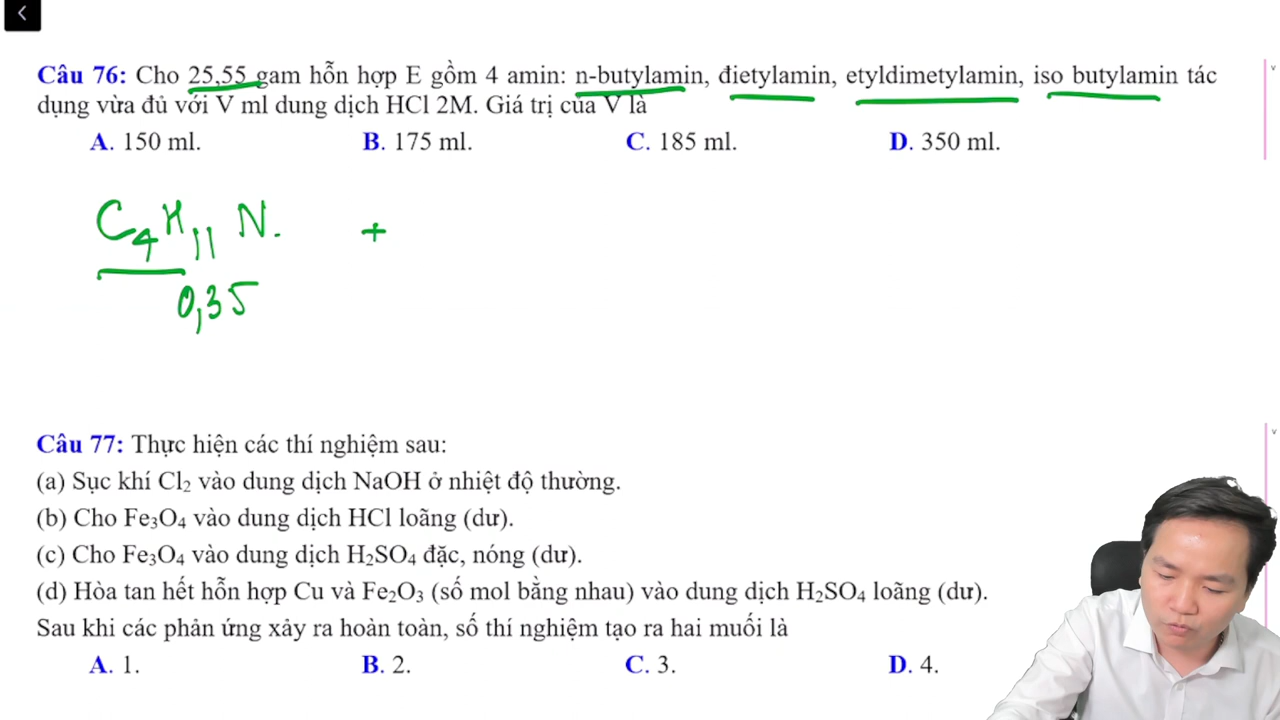 Câu 76: Cho 25,55 gam hỗn hợp E gồm 4 amin: n-butylamin, đietylamin, etyldimetylamin, iso butylamin tác
dụng vừa đủ với V ml dung dịch HCl 2M. Giá trị của V là
A. 150 ml. B. 175 ml. C. 185 ml. D. 350 ml.
C₄H₁₁N. +
0,35
Câu 77: Thực hiện các thí nghiệm sau:
(a) Sục khí Cl₂ vào dung dịch NaOH ở nhiệt độ thường.
(b) Cho Fe₃O₄ vào dung dịch HCl loãng (dư).
(c) Cho Fe₃O₄ vào dung dịch H₂SO₄ đặc, nóng (dư).
(d) Hòa tan hết hỗn hợp Cu và Fe₂O₃ (số mol bằng nhau) vào dung dịch H₂SO₄ loãng (dư).
Sau khi các phản ứng xảy ra hoàn toàn, số thí nghiệm tạo ra hai muối là
A. 1. B. 2. C. 3. D. 4.